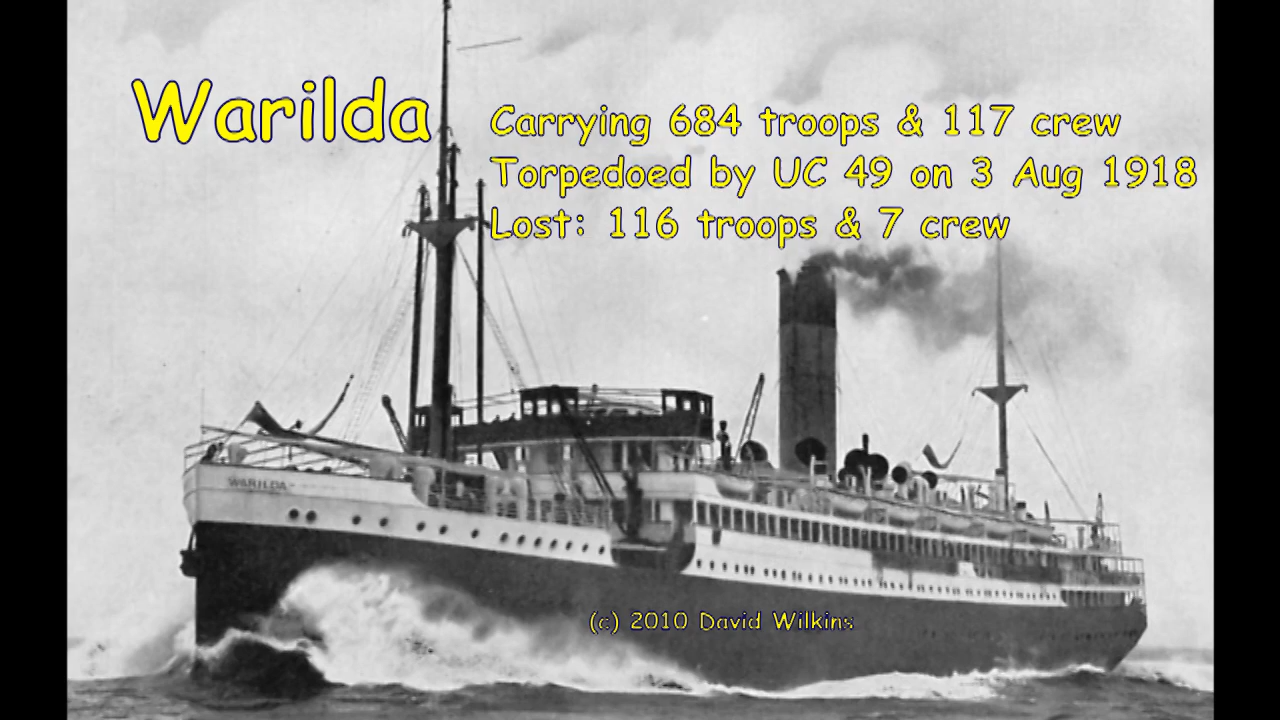 Warilda
Carrying 684 troops & 117 crew
Torpedoed by UC 49 on 3 Aug 1918
Lost: 116 troops & 7 crew
WARILDA
(c) 2010 David Wilkins